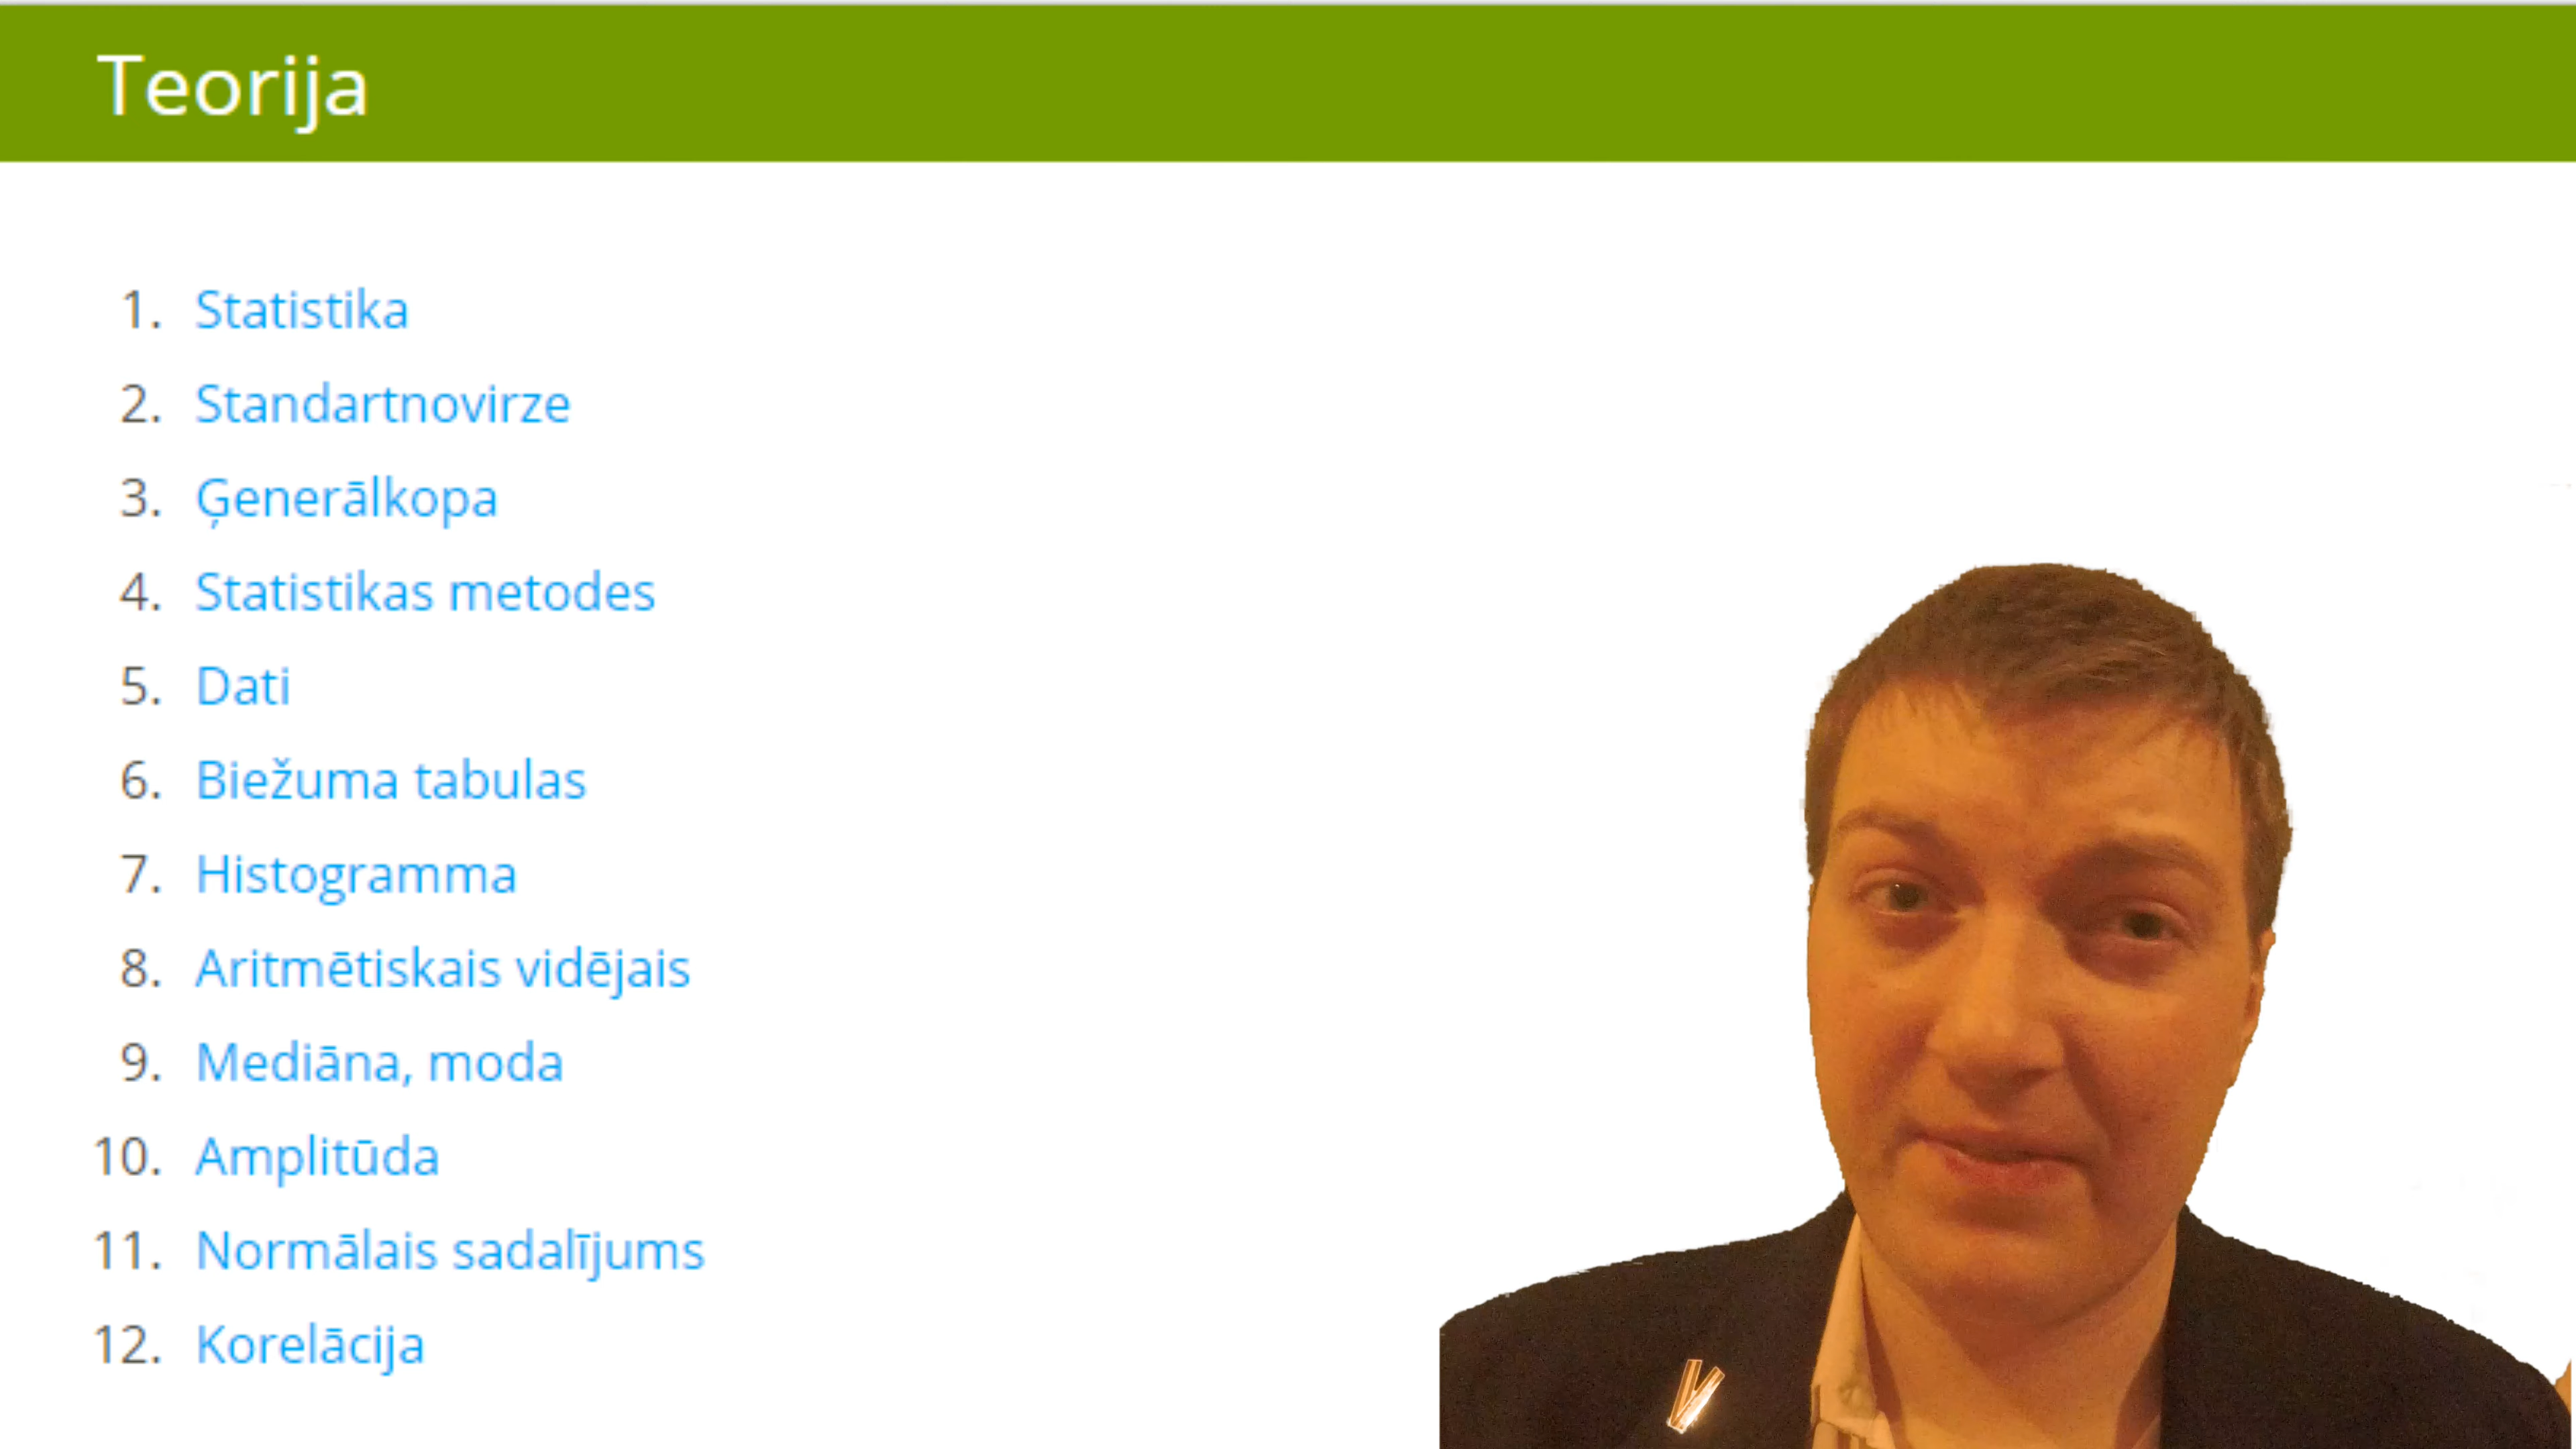 Teorija
1. Statistika
2. Standartnovirze
3. Ģenerālkopa
4. Statistikas metodes
5. Dati
6. Biežuma tabulas
7. Histogramma
8. Aritmētiskais vidējais
9. Mediāna, moda
10. Amplitūda
11. Normālais sadalījums
12. Korelācija